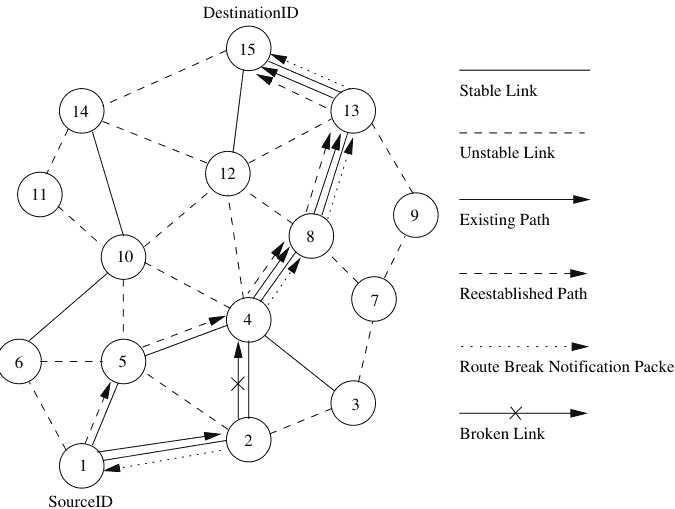 DestinationID
15
14
13
12
11
9
8
10
7
4
6
5
3
2
1
SourceID
Stable Link
Unstable Link
Existing Path
Reestablished Path
Route Break Notification Packe
Broken Link